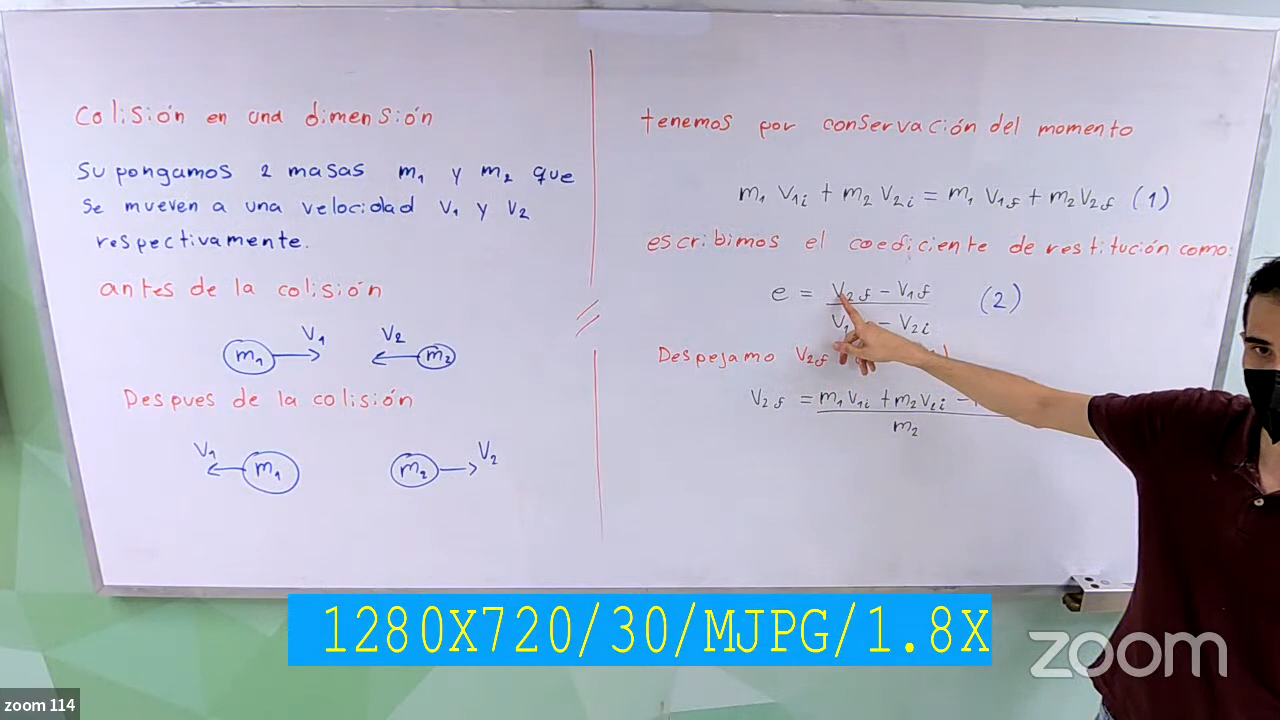 Colisión en una dimensión
Supongamos 2 masas m₁ y m₂ que
se mueven a una velocidad V₁ y V₂
respectivamente.
antes de la colisión
V₁ V₂
m₁ m₂
Despues de la colisión
V₁ V₂
m₁ m₂
tenemos por conservación del momento
m₁ V₁ᵢ + m₂ V₂ᵢ = m₁ V₁f + m₂ V₂f (1)
escribimos el coeficiente de restitución como:
e = V₂f - V₁f (2)
V₁ - V₂ᵢ
Despejamo V₂f
V₂f = m₁ V₁ᵢ + m₂ V₂ᵢ -
m₂
1280X720/30/MJPG/1.8X
zoom
zoom 114